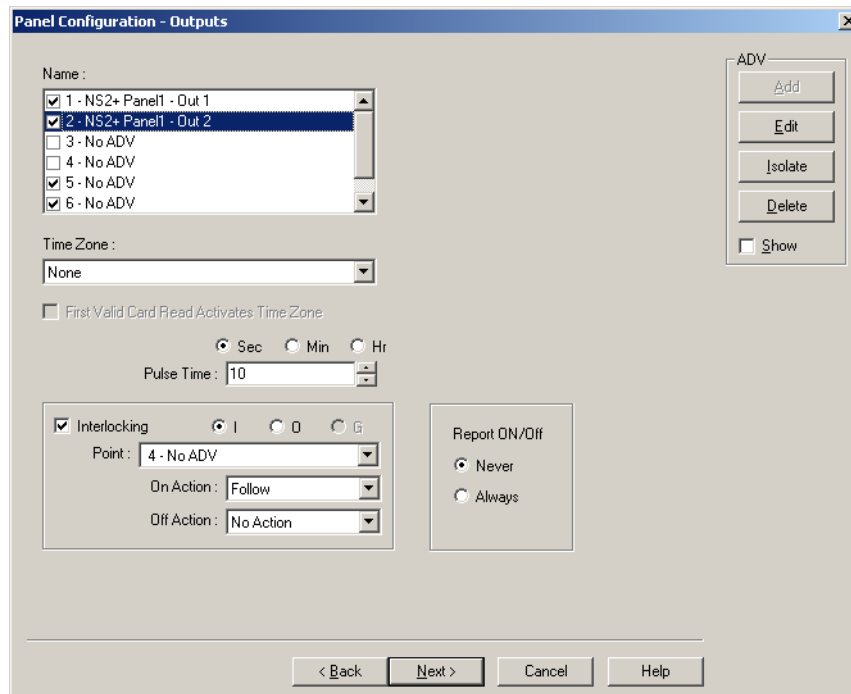 Panel Configuration - Outputs
Name :
1 - NS2+ Panel1 - Out 1
2 - NS2+ Panel1 - Out 2
3 - No ADV
4 - No ADV
5 - No ADV
6 - No ADV
Time Zone :
None
First Valid Card Read Activates Time Zone
Sec Min Hr
Pulse Time : 10
Interlocking I O G
Point : 4 - No ADV
On Action : Follow
Off Action : No Action
Report ON/Off
Never
Always
ADV
Add
Edit
Isolate
Delete
Show
< Back Next > Cancel Help